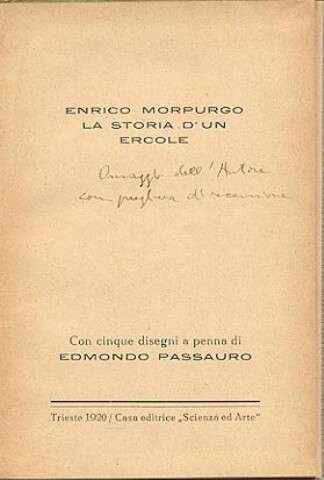 ENRICO MORPURGO
LA STORIA D'UN
ERCOLE
Omaggio dell'Autore
con preghiera di recensione
Con cinque disegni a penna di
EDMONDO PASSAURO
Trieste 1920 / Casa editrice „Scienza ed Arte“